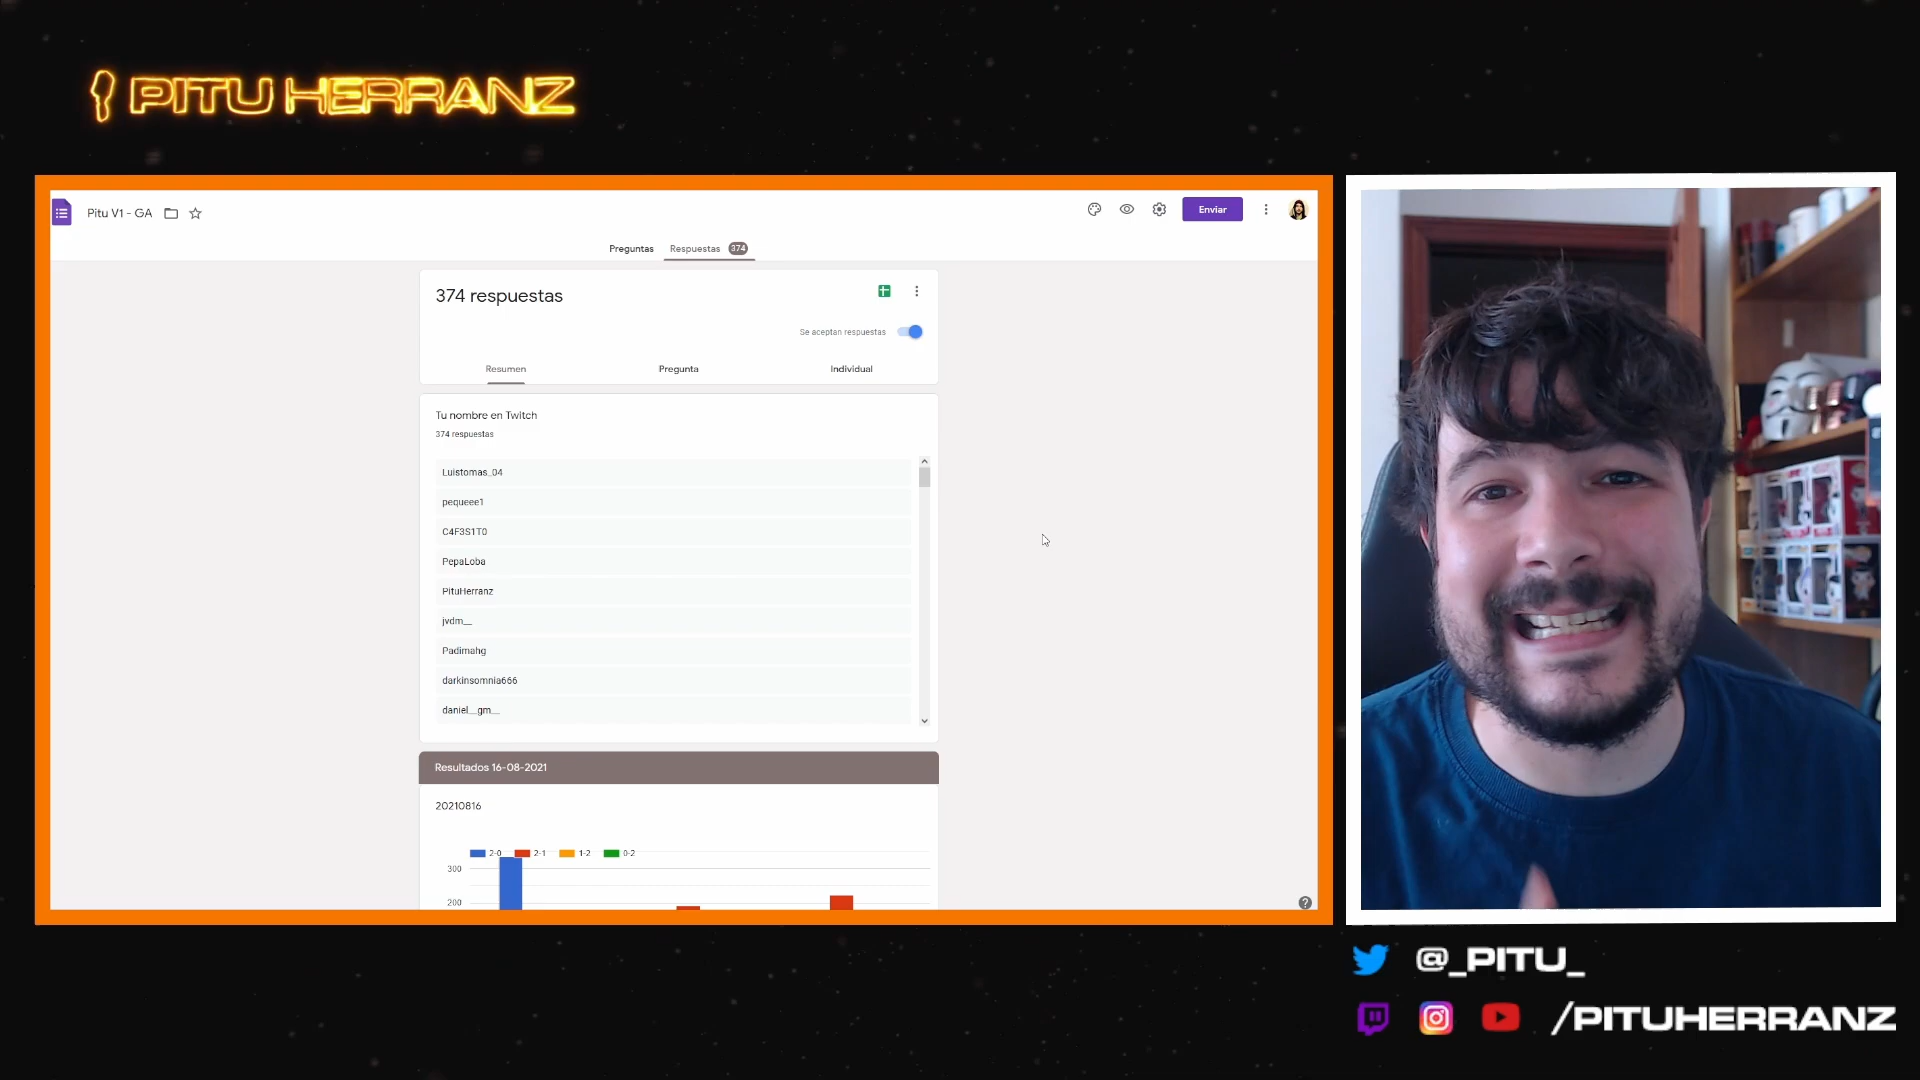 PITU HERRANZ
Pitu V1 - GA
Enviar
Preguntas
Respuestas 374
374 respuestas
Se aceptan respuestas
Resumen
Pregunta
Individual
Tu nombre en Twitch
374 respuestas
Luistomas_04
pequeee1
C4F3S1T0
PepaLoba
PituHerranz
jvdm__
Padimahg
darkinsomnia666
daniel__gm__
Resultados 16-08-2021
20210816
2-0 2-1 1-2 0-2
300
200
@_PITU_
/PITUHERRANZ